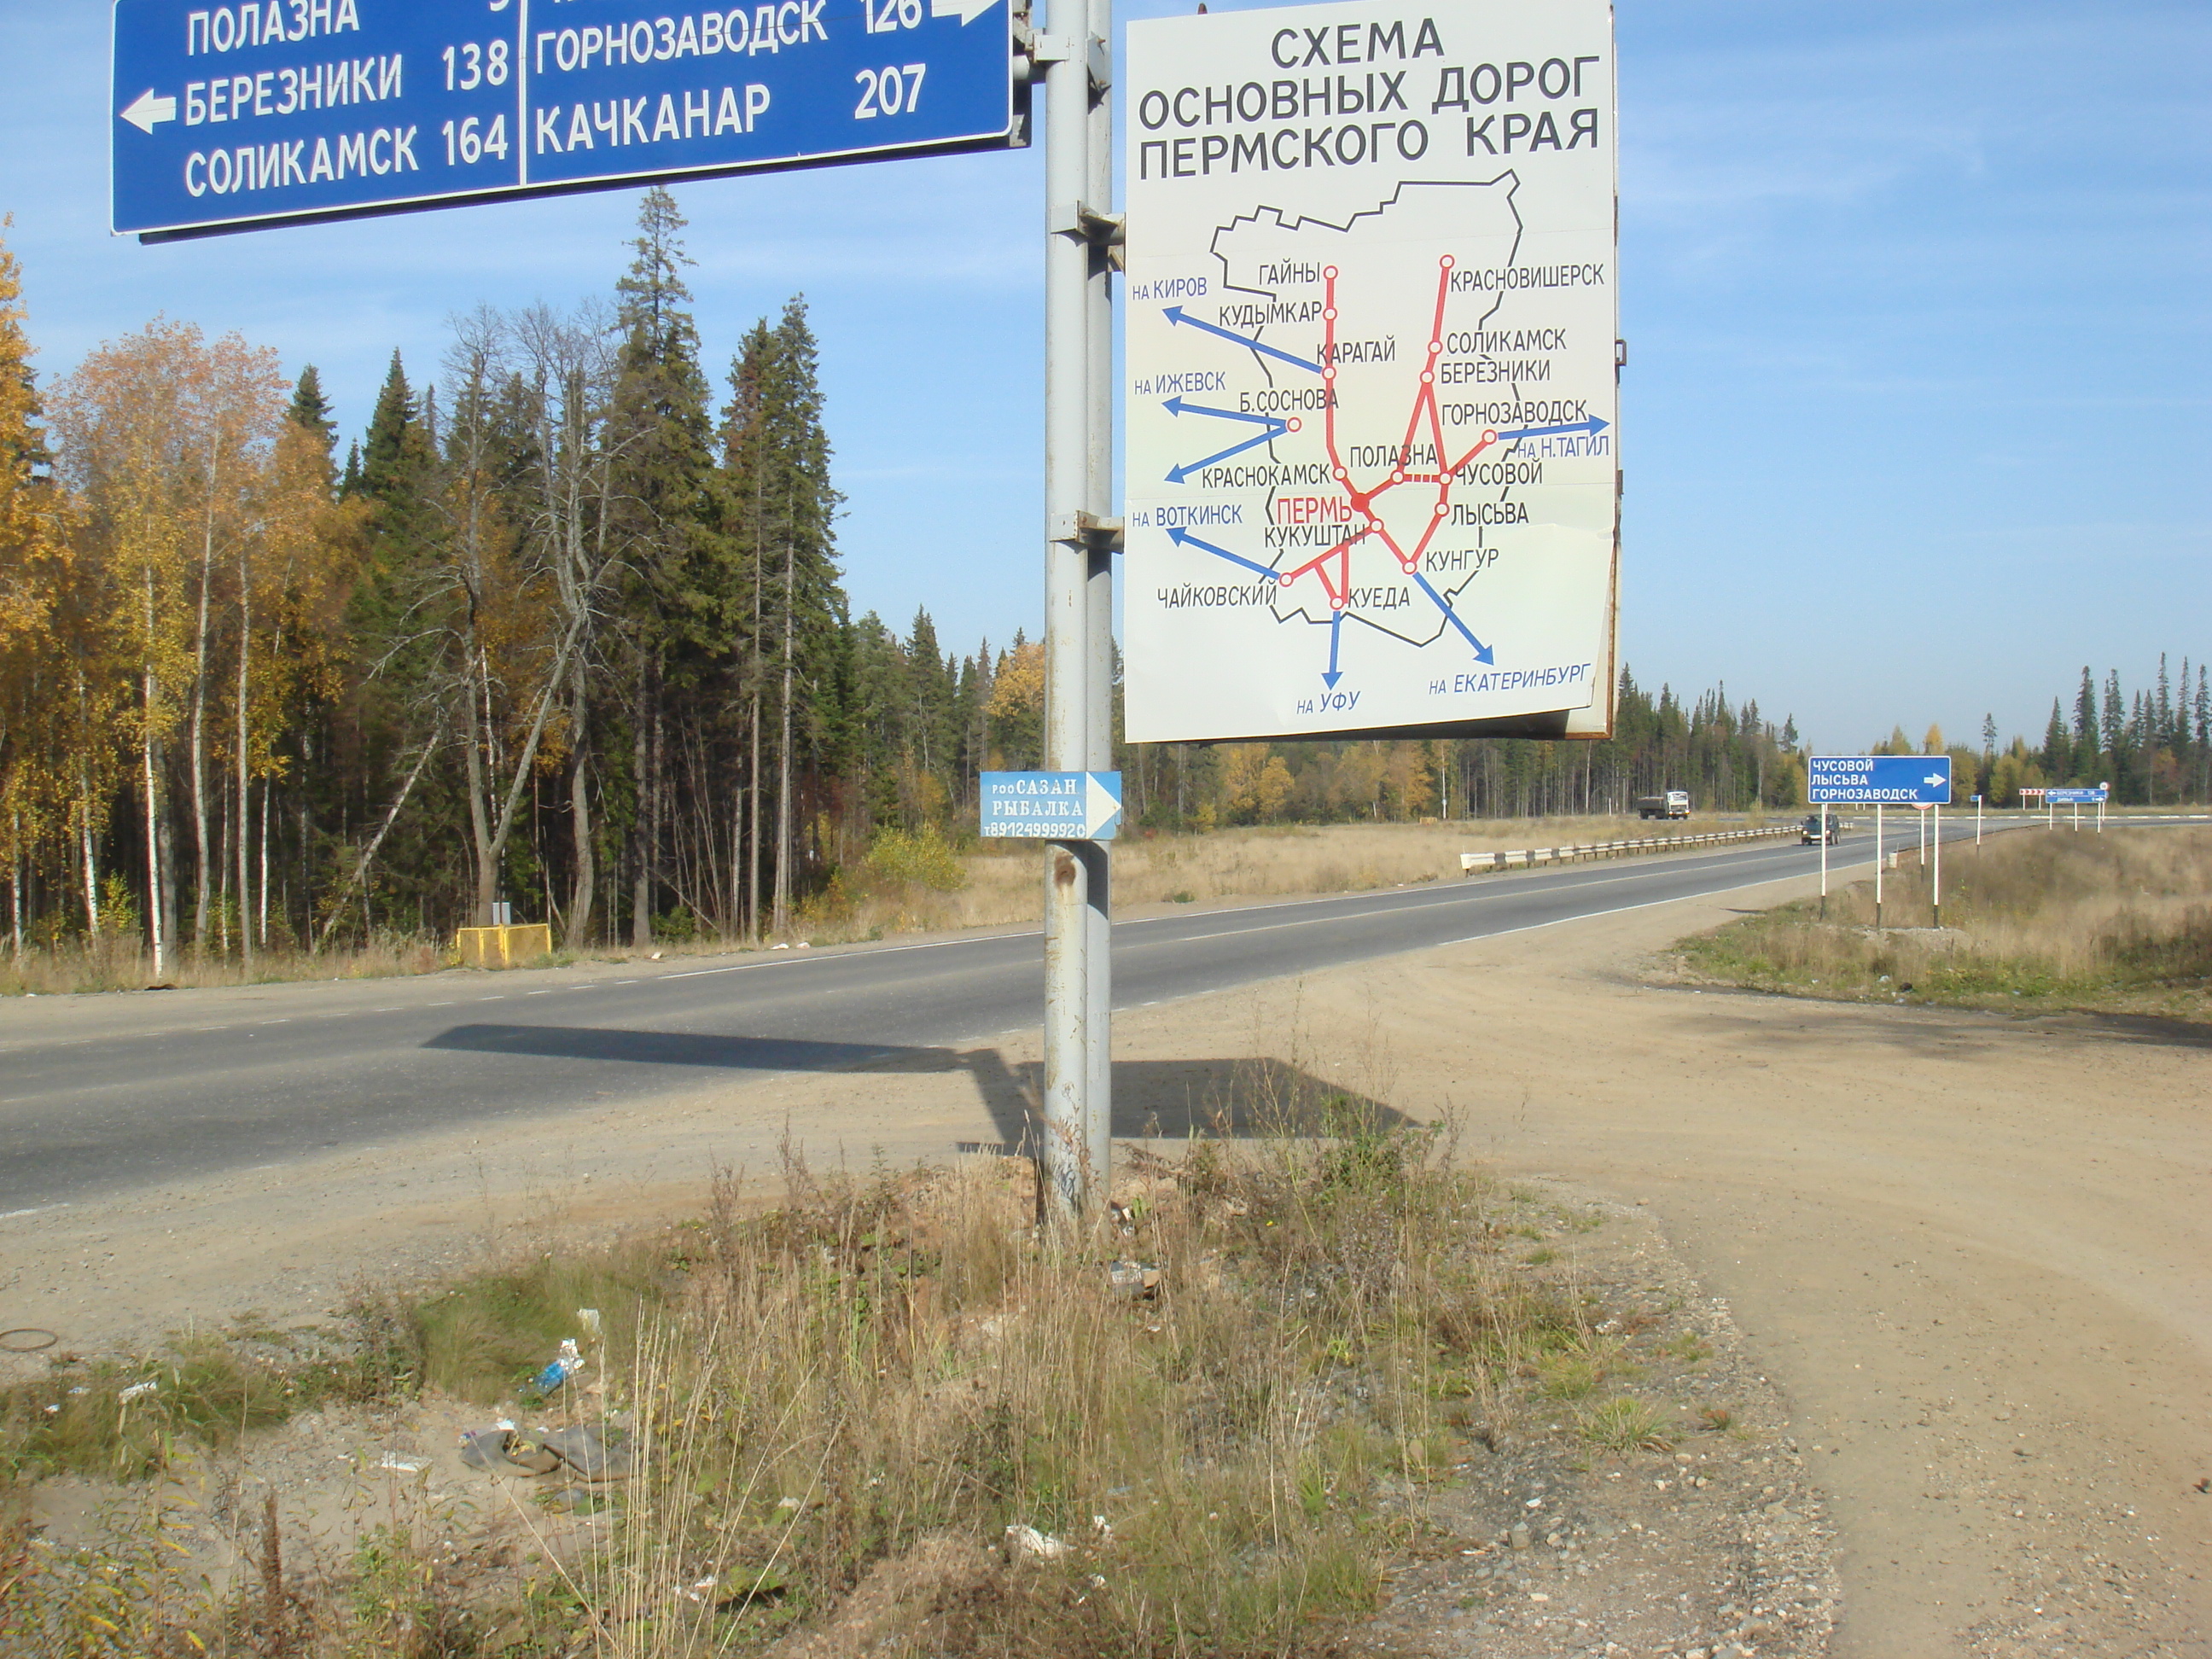 ПОЛАЗНА
БЕРЕЗНИКИ 138
СОЛИКАМСК 164
ГОРНОЗАВОДСК 126
КАЧКАНАР 207
СХЕМА
ОСНОВНЫХ ДОРОГ
ПЕРМСКОГО КРАЯ
ГАЙНЫ
КРАСНОВИШЕРСК
НА КИРОВ
КУДЫМКАР
КАРАГАЙ
СОЛИКАМСК
БЕРЕЗНИКИ
НА ИЖЕВСК
Б.СОСНОВА
ГОРНОЗАВОДСК
НА Н.ТАГИЛ
ПОЛАЗНА
КРАСНОКАМСК
ЧУСОВОЙ
ПЕРМЬ
ЛЫСЬВА
НА ВОТКИНСК
КУКУШТАН
КУНГУР
ЧАЙКОВСКИЙ
КУЕДА
НА ЕКАТЕРИНБУРГ
НА УФУ
РОО САЗАН
РЫБАЛКА
т89124999920
ЧУСОВОЙ
ЛЫСЬВА
ГОРНОЗАВОДСК